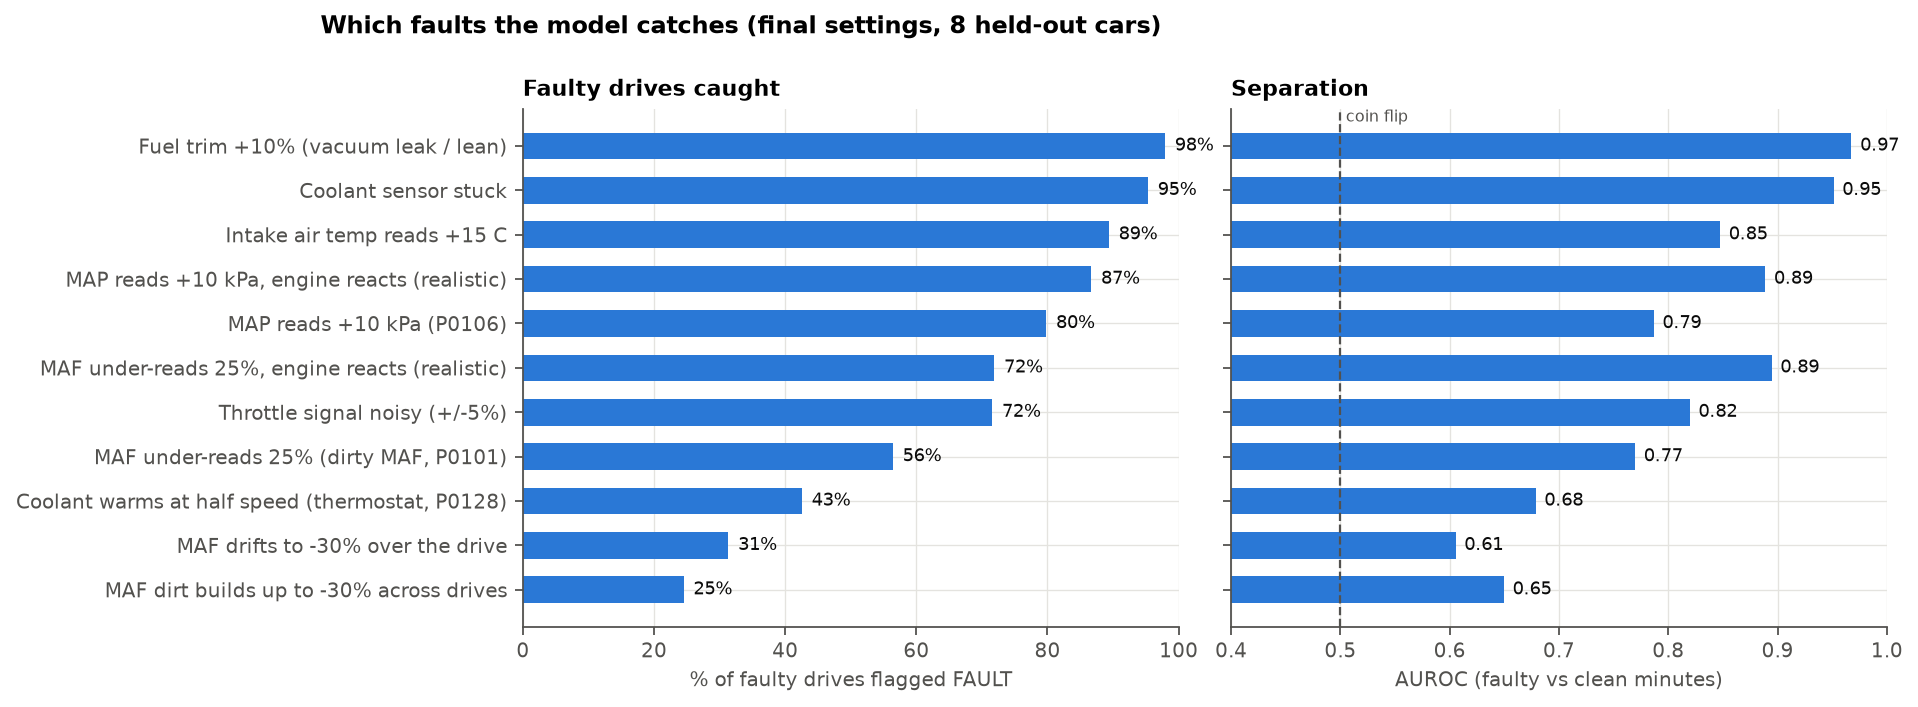 Which faults the model catches (final settings, 8 held-out cars)
Faulty drives caught
Separation
coin flip
Fuel trim +10% (vacuum leak / lean) 98% 0.97
Coolant sensor stuck 95% 0.95
Intake air temp reads +15 C 89% 0.85
MAP reads +10 kPa, engine reacts (realistic) 87% 0.89
MAP reads +10 kPa (P0106) 80% 0.79
MAF under-reads 25%, engine reacts (realistic) 72% 0.89
Throttle signal noisy (+/-5%) 72% 0.82
MAF under-reads 25% (dirty MAF, P0101) 56% 0.77
Coolant warms at half speed (thermostat, P0128) 43% 0.68
MAF drifts to -30% over the drive 31% 0.61
MAF dirt builds up to -30% across drives 25% 0.65
0 20 40 60 80 100 0.4 0.5 0.6 0.7 0.8 0.9 1.0
% of faulty drives flagged FAULT
AUROC (faulty vs clean minutes)